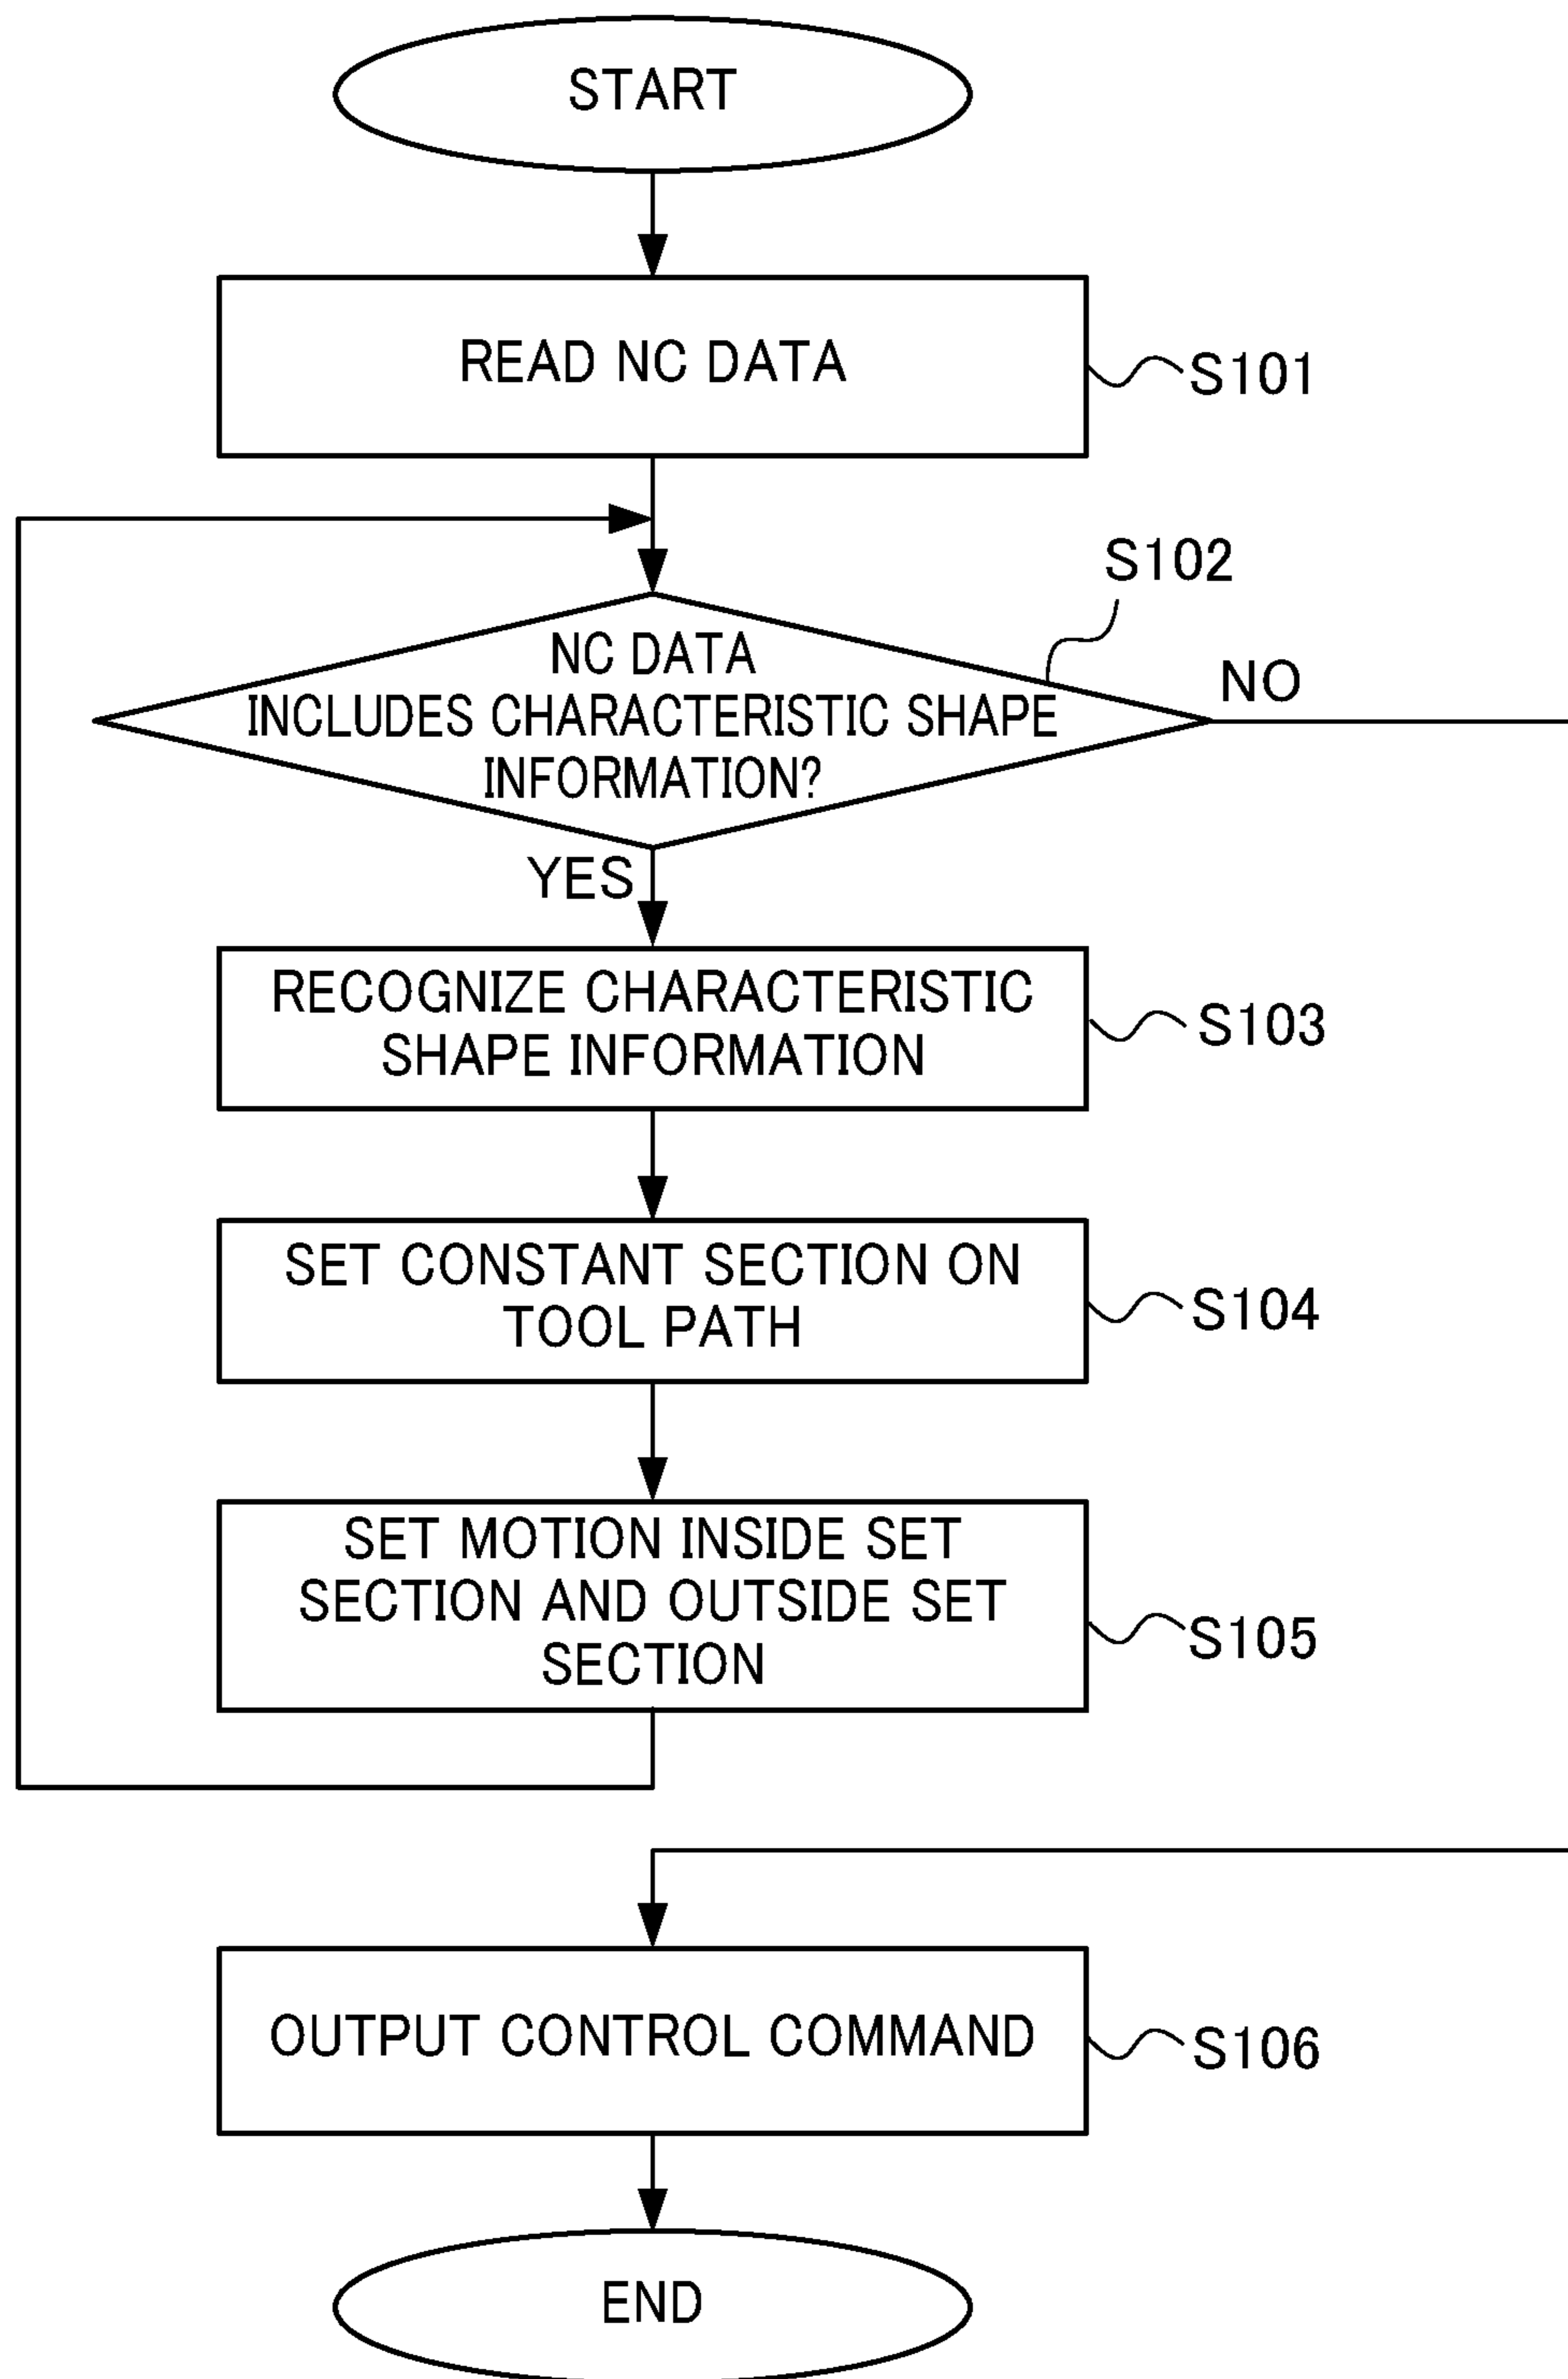 START
READ NC DATA
S101
S102
NC DATA
INCLUDES CHARACTERISTIC SHAPE
INFORMATION?
NO
YES
RECOGNIZE CHARACTERISTIC
SHAPE INFORMATION
S103
SET CONSTANT SECTION ON
TOOL PATH
S104
SET MOTION INSIDE SET
SECTION AND OUTSIDE SET
SECTION
S105
OUTPUT CONTROL COMMAND
S106
END